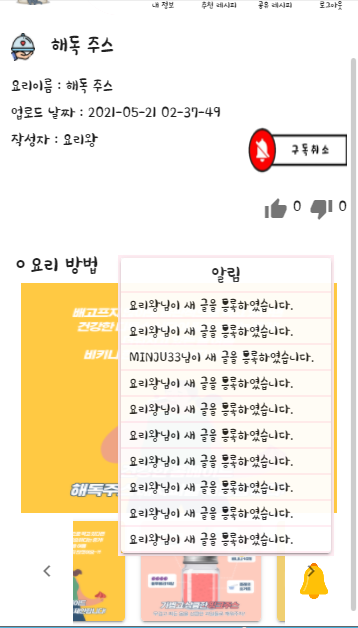 내 정보 추천 레시피 공유 레시피 로그아웃
해독 주스
요리이름 : 해독 주스
업로드 날짜 : 2021-05-21 02-37-49
작성자 : 요리왕
구독취소
0 0
요리 방법
배고프지
건강한
비키니
해독주
알림
요리왕님이 새 글을 등록하였습니다.
요리왕님이 새 글을 등록하였습니다.
MINJU33님이 새 글을 등록하였습니다.
요리왕님이 새 글을 등록하였습니다.
요리왕님이 새 글을 등록하였습니다.
요리왕님이 새 글을 등록하였습니다.
요리왕님이 새 글을 등록하였습니다.
요리왕님이 새 글을 등록하였습니다.
요리왕님이 새 글을 등록하였습니다.
요리왕님이 새 글을 등록하였습니다.